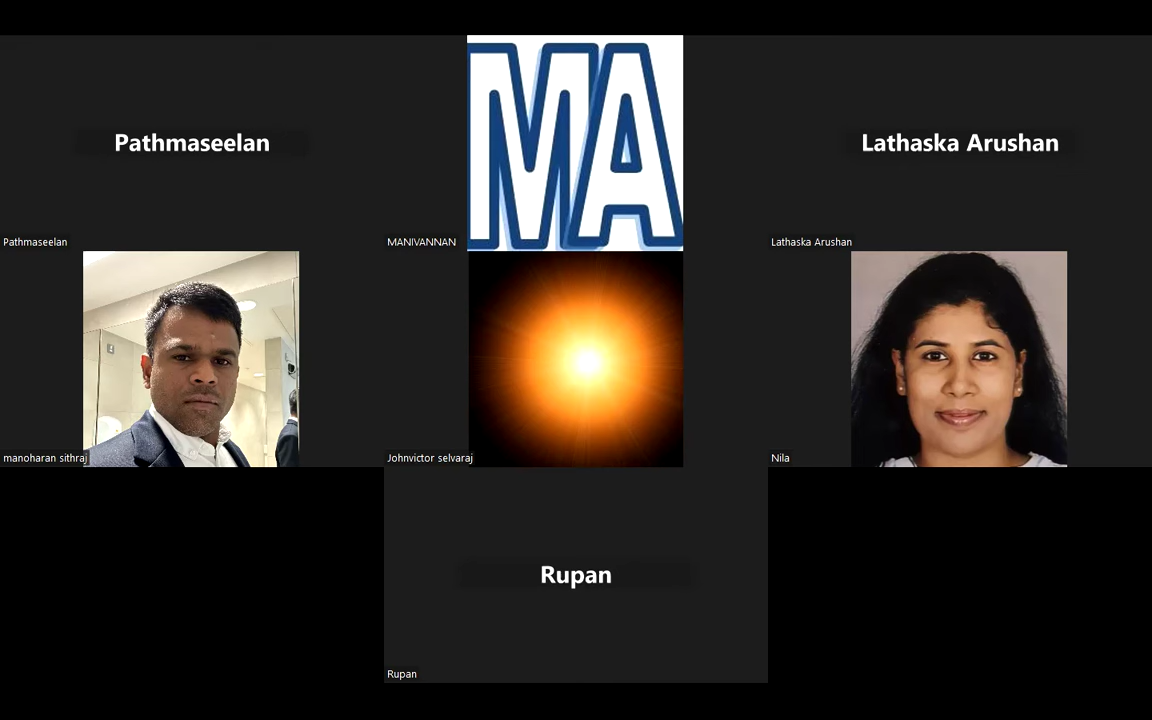 Pathmaseelan
MA
Lathaska Arushan
Pathmaseelan
MANIVANNAN
Lathaska Arushan
manoharan sithraj
Johnvictor selvaraj
Nila
Rupan
Rupan